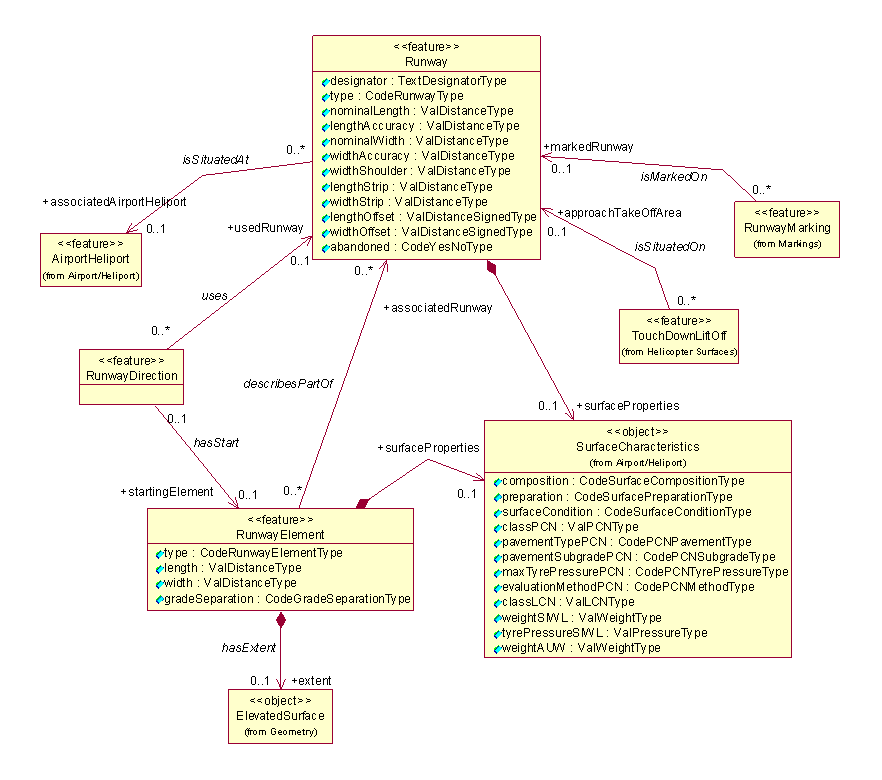 <<feature>>
Runway
designator : TextDesignatorType
type : CodeRunwayType
nominalLength : ValDistanceType
lengthAccuracy : ValDistanceType
nominalWidth : ValDistanceType
widthAccuracy : ValDistanceType
widthShoulder : ValDistanceType
lengthStrip : ValDistanceType
widthStrip : ValDistanceType
lengthOffset : ValDistanceSignedType
widthOffset : ValDistanceSignedType
abandoned : CodeYesNoType
0..*
isSituatedAt
+associatedAirportHeliport
0..1
<<feature>>
AirportHeliport
(from Airport/Heliport)
+markedRunway
0..1
isMarkedOn
0..*
<<feature>>
RunwayMarking
(from Markings)
+approachTakeOffArea
0..1
isSituatedOn
0..*
<<feature>>
TouchDownLiftOff
(from Helicopter Surfaces)
+usedRunway
0..1
uses
0..*
<<feature>>
RunwayDirection
0..1
hasStart
+startingElement
0..1
0..*
+associatedRunway
describesPartOf
0..*
0..1
+surfaceProperties
<<object>>
SurfaceCharacteristics
(from Airport/Heliport)
composition : CodeSurfaceCompositionType
preparation : CodeSurfacePreparationType
surfaceCondition : CodeSurfaceConditionType
classPCN : ValPCNType
pavementTypePCN : CodePCNPavementType
pavementSubgradePCN : CodePCNSubgradeType
maxTyrePressurePCN : CodePCNTyrePressureType
evaluationMethodPCN : CodePCNMethodType
classLCN : ValLCNType
weightSIWL : ValWeightType
tyrePressureSIWL : ValPressureType
weightAUW : ValWeightType
+surfaceProperties
0..1
<<feature>>
RunwayElement
type : CodeRunwayElementType
length : ValDistanceType
width : ValDistanceType
gradeSeparation : CodeGradeSeparationType
hasExtent
0..1
+extent
<<object>>
ElevatedSurface
(from Geometry)